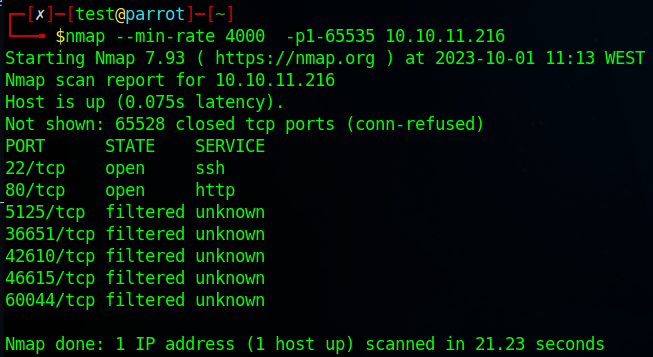 ┌─[✗]─[test@parrot]─[~]
└──╼ $nmap --min-rate 4000  -p1-65535 10.10.11.216
Starting Nmap 7.93 ( https://nmap.org ) at 2023-10-01 11:13 WEST
Nmap scan report for 10.10.11.216
Host is up (0.075s latency).
Not shown: 65528 closed tcp ports (conn-refused)
PORT      STATE    SERVICE
22/tcp    open     ssh
80/tcp    open     http
5125/tcp  filtered unknown
36651/tcp filtered unknown
42610/tcp filtered unknown
46615/tcp filtered unknown
60044/tcp filtered unknown
Nmap done: 1 IP address (1 host up) scanned in 21.23 seconds